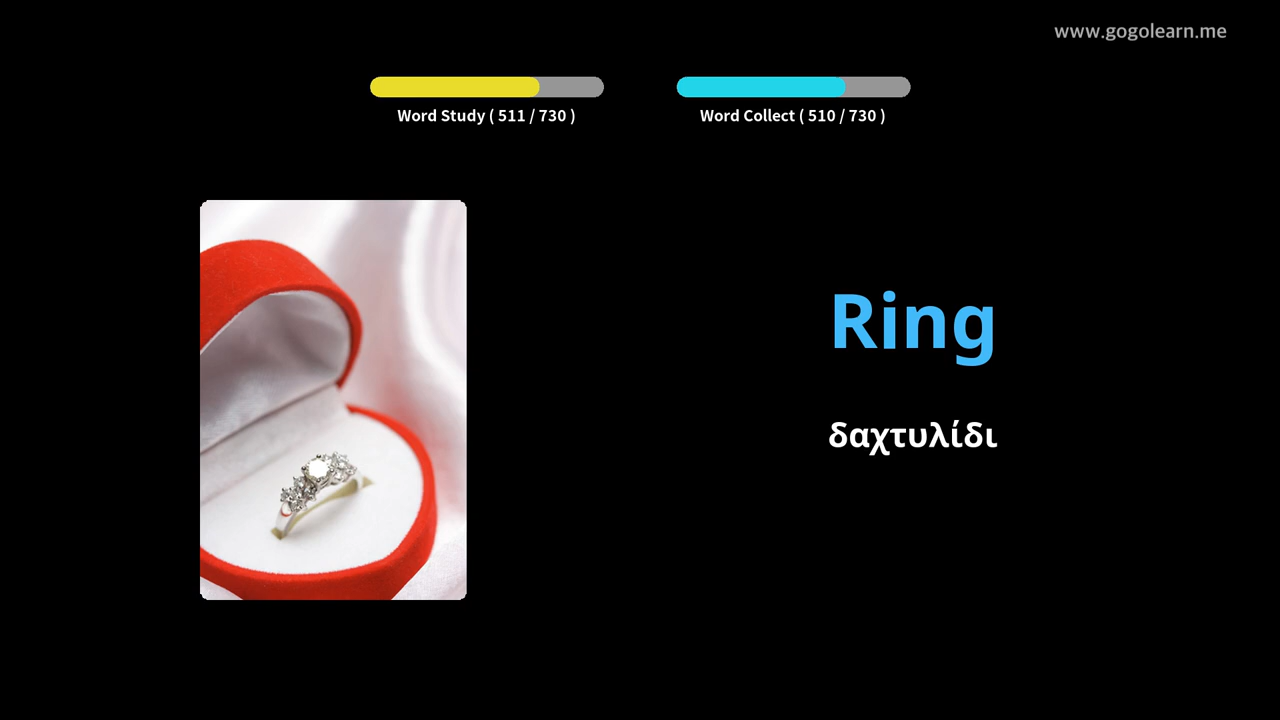 www.gogolearn.me
Word Study ( 511 / 730 )
Word Collect ( 510 / 730 )
Ring
δαχτυλίδι